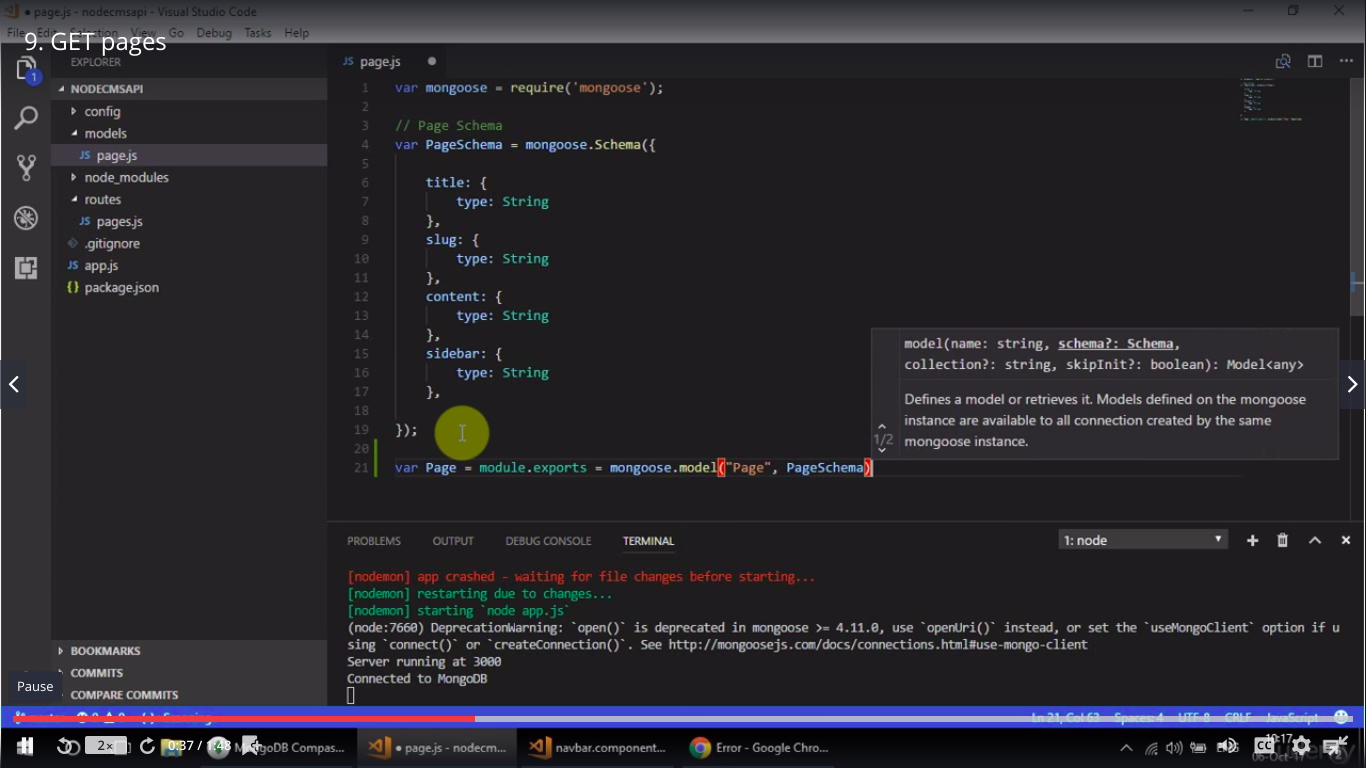 page.js - nodecmsapi - Visual Studio Code
File Edit Selection View Go Debug Tasks Help
9. GET pages
EXPLORER
NODECMSAPI
config
models
JS page.js
node_modules
routes
JS pages.js
.gitignore
JS app.js
{} package.json
BOOKMARKS
COMMITS
COMPARE COMMITS
1
JS page.js
1 var mongoose = require('mongoose');
2
3 // Page Schema
4 var PageSchema = mongoose.Schema({
5
6 title: {
7 type: String
8 },
9 slug: {
10 type: String
11 },
12 content: {
13 type: String
14 },
15 sidebar: {
16 type: String
17 },
18
19 });
20
21 var Page = module.exports = mongoose.model("Page", PageSchema)
model(name: string, schema?: Schema,
collection?: string, skipInit?: boolean): Model<any>
Defines a model or retrieves it. Models defined on the mongoose
instance are available to all connection created by the same
1/2 mongoose instance.
PROBLEMS OUTPUT DEBUG CONSOLE TERMINAL 1: node
[nodemon] app crashed - waiting for file changes before starting...
[nodemon] restarting due to changes...
[nodemon] starting `node app.js`
(node:7660) DeprecationWarning: `open()` is deprecated in mongoose >= 4.11.0, use `openUri()` instead, or set the `useMongoClient` option if u
sing `connect()` or `createConnection()`. See http://mongoosejs.com/docs/connections.html#use-mongo-client
Server running at 3000
Connected to MongoDB
Pause
Ln 21, Col 63 Spaces: 4 UTF-8 CRLF JavaScript
2x 0:37 / 1:48
MongoDB Compas... page.js - nodecm... navbar.component... Error - Google Chro...
CC 10:17
06-Oct-17